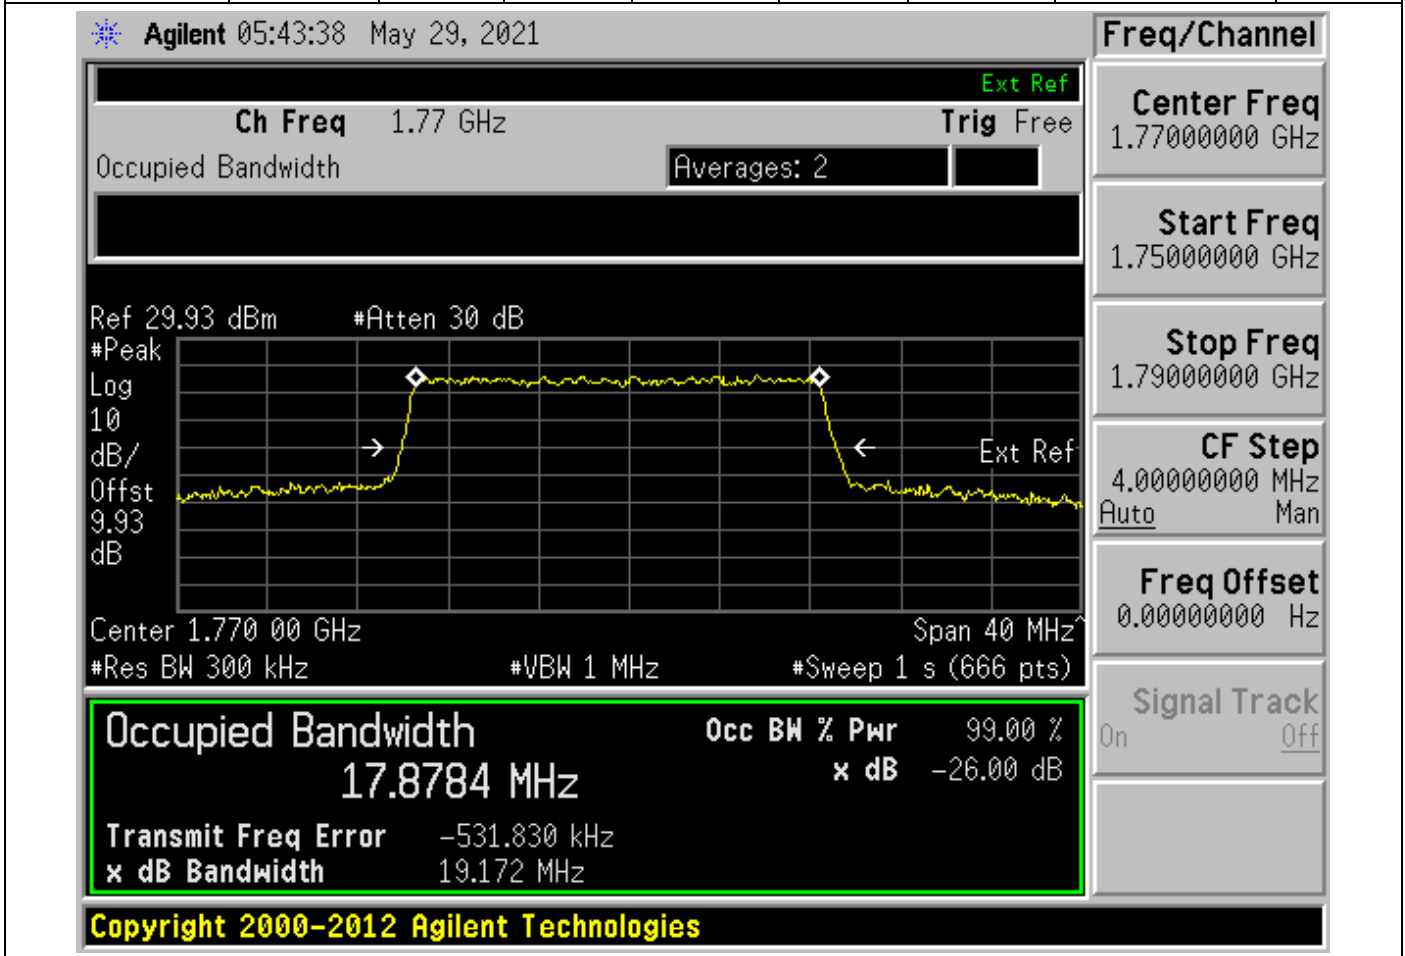 Agilent 05:43:38 May 29, 2021
Freq/Channel
Ext Ref
Ch Freq 1.77 GHz Trig Free
Occupied Bandwidth Averages: 2
Center Freq
1.77000000 GHz
Start Freq
1.75000000 GHz
Stop Freq
1.79000000 GHz
CF Step
4.00000000 MHz
Auto Man
Freq Offset
0.00000000 Hz
Signal Track
On Off
Ref 29.93 dBm #Atten 30 dB
#Peak
Log
10
dB/
Offst
9.93
dB
Ext Ref
Center 1.770 00 GHz Span 40 MHz^
#Res BW 300 kHz #VBW 1 MHz #Sweep 1 s (666 pts)
Occupied Bandwidth Occ BW % Pwr 99.00 %
17.8784 MHz x dB -26.00 dB
Transmit Freq Error -531.830 kHz
x dB Bandwidth 19.172 MHz
Copyright 2000-2012 Agilent Technologies